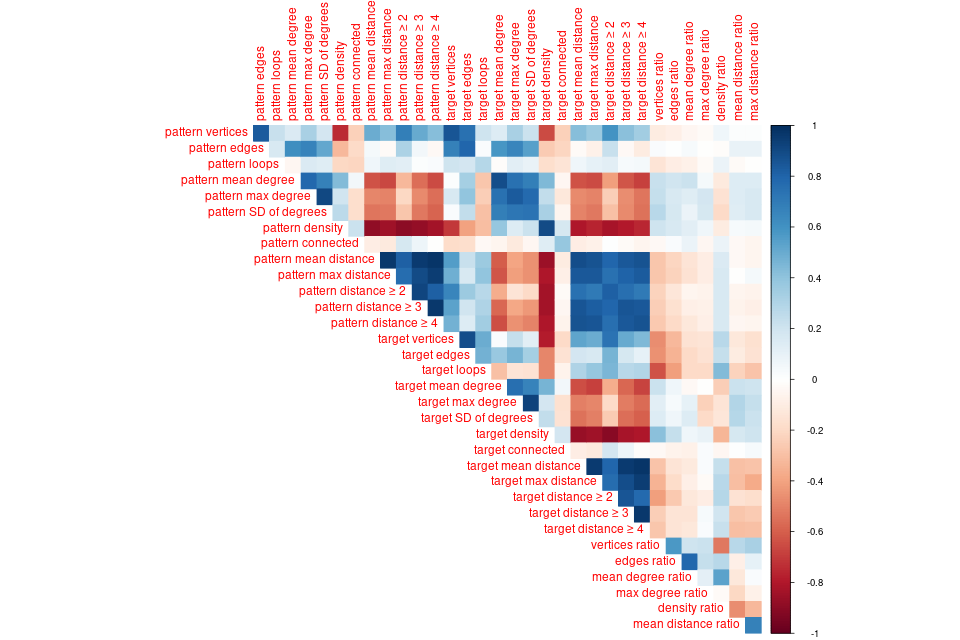 pattern edges
pattern loops
pattern mean degree
pattern max degree
pattern SD of degrees
pattern density
pattern connected
pattern mean distance
pattern max distance
pattern distance ≥ 2
pattern distance ≥ 3
pattern distance ≥ 4
target vertices
target edges
target loops
target mean degree
target max degree
target SD of degrees
target density
target connected
target mean distance
target max distance
target distance ≥ 2
target distance ≥ 3
target distance ≥ 4
vertices ratio
edges ratio
mean degree ratio
max degree ratio
density ratio
mean distance ratio
max distance ratio
pattern vertices
pattern edges
pattern loops
pattern mean degree
pattern max degree
pattern SD of degrees
pattern density
pattern connected
pattern mean distance
pattern max distance
pattern distance ≥ 2
pattern distance ≥ 3
pattern distance ≥ 4
target vertices
target edges
target loops
target mean degree
target max degree
target SD of degrees
target density
target connected
target mean distance
target max distance
target distance ≥ 2
target distance ≥ 3
target distance ≥ 4
vertices ratio
edges ratio
mean degree ratio
max degree ratio
density ratio
mean distance ratio
1
0.8
0.6
0.4
0.2
0
-0.2
-0.4
-0.6
-0.8
-1